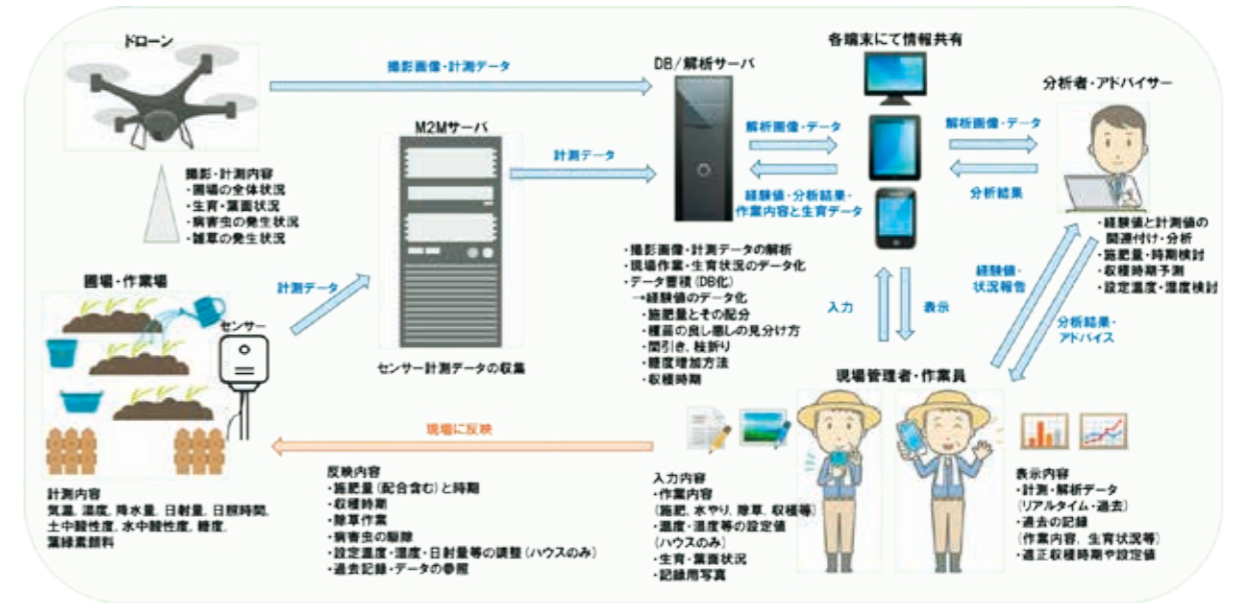 ドローン
撮影画像・計測データ
DB/解析サーバ
各端末にて情報共有
分析者・アドバイサー
M2Mサーバ
計測データ
解析画像・データ
経験値・分析結果・
作業内容と生育データ
解析画像・データ
分析結果
撮影・計測内容
・圃場の全体状況
・生育・葉面状況
・病害虫の発生状況
・雑草の発生状況
・経験値と計測値の
関連付け・分析
・施肥量・時期検討
・収穫時期予測
・設定温度・湿度検討
・撮影画像・計測データの解析
・現場作業・生育状況のデータ化
・データ蓄積(DB化)
→経験値のデータ化
・施肥量とその配分
・種苗の良し悪しの見分け方
・間引き、枝折り
・糖度増加方法
・収穫時期
圃場・作業場
計測データ
センサー
センサー計測データの収集
入力
表示
経験値・
状況報告
分析結果・
アドバイス
現場管理者・作業員
現場に反映
計測内容
気温, 湿度, 降水量, 日射量, 日照時間,
土中酸性度, 水中酸性度, 糖度,
葉緑素顔料
反映内容
・施肥量(配合含む)と時期
・収穫時期
・除草作業
・病害虫の駆除
・設定温度・湿度・日射量等の調整(ハウスのみ)
・過去記録・データの参照
入力内容
・作業内容
(施肥, 水やり, 除草, 収穫等)
・温度・湿度等の設定値
(ハウスのみ)
・生育・葉面状況
・記録用写真
表示内容
・計測・解析データ
(リアルタイム・過去)
・過去の記録
(作業内容, 生育状況等)
・適正収穫時期や設定値